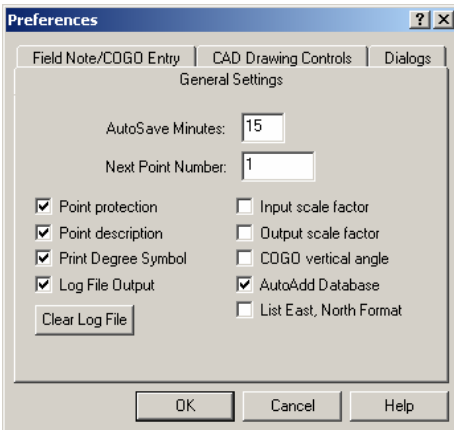 Preferences
Field Note/COGO Entry CAD Drawing Controls Dialogs
General Settings
AutoSave Minutes: 15
Next Point Number: 1
Point protection Input scale factor
Point description Output scale factor
Print Degree Symbol COGO vertical angle
Log File Output AutoAdd Database
Clear Log File List East, North Format
OK Cancel Help